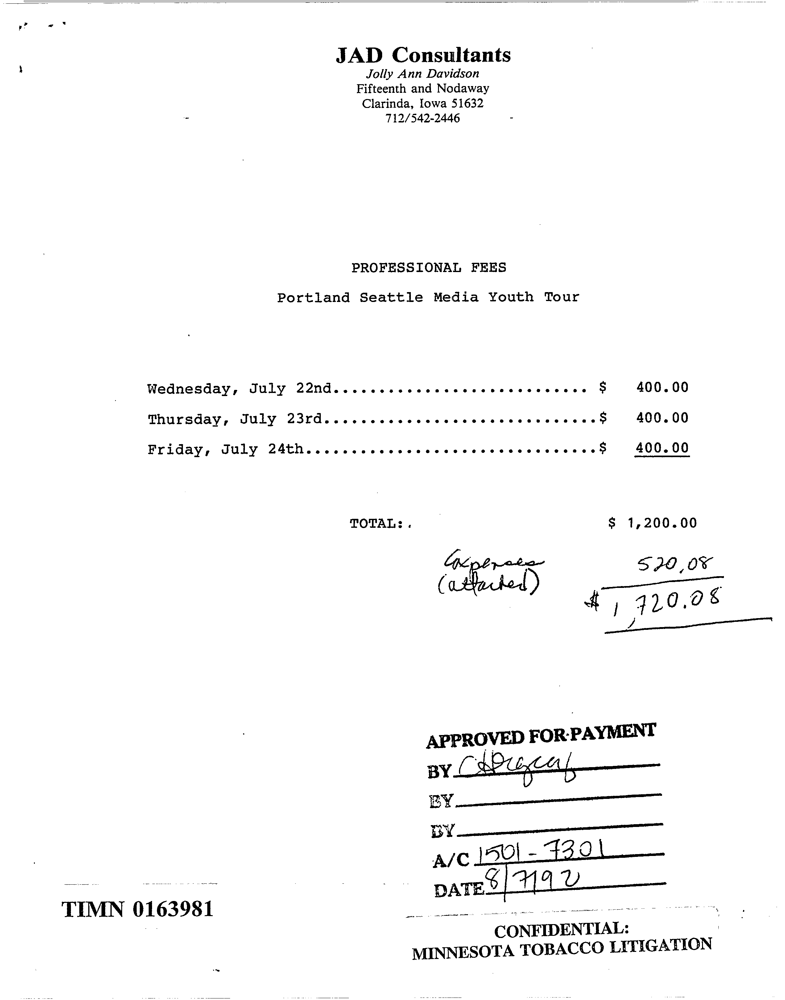 JAD Consultants
Jolly Ann Davidson
Fifteenth and Nodaway
Clarinda, Iowa 51632
712/542-2446
PROFESSIONAL FEES
Portland Seattle Media Youth Tour
Wednesday, July 22nd............................ $ 400.00
Thursday, July 23rd..............................$ 400.00
Friday, July 24th................................$ 400.00
TOTAL:. $ 1,200.00
Expenses 520.08
(attached) $ 1,720.08
APPROVED FOR PAYMENT
BY
BY
BY
A/C 1501-7301
DATE 8/7/92
TIMN 0163981
CONFIDENTIAL:
MINNESOTA TOBACCO LITIGATION